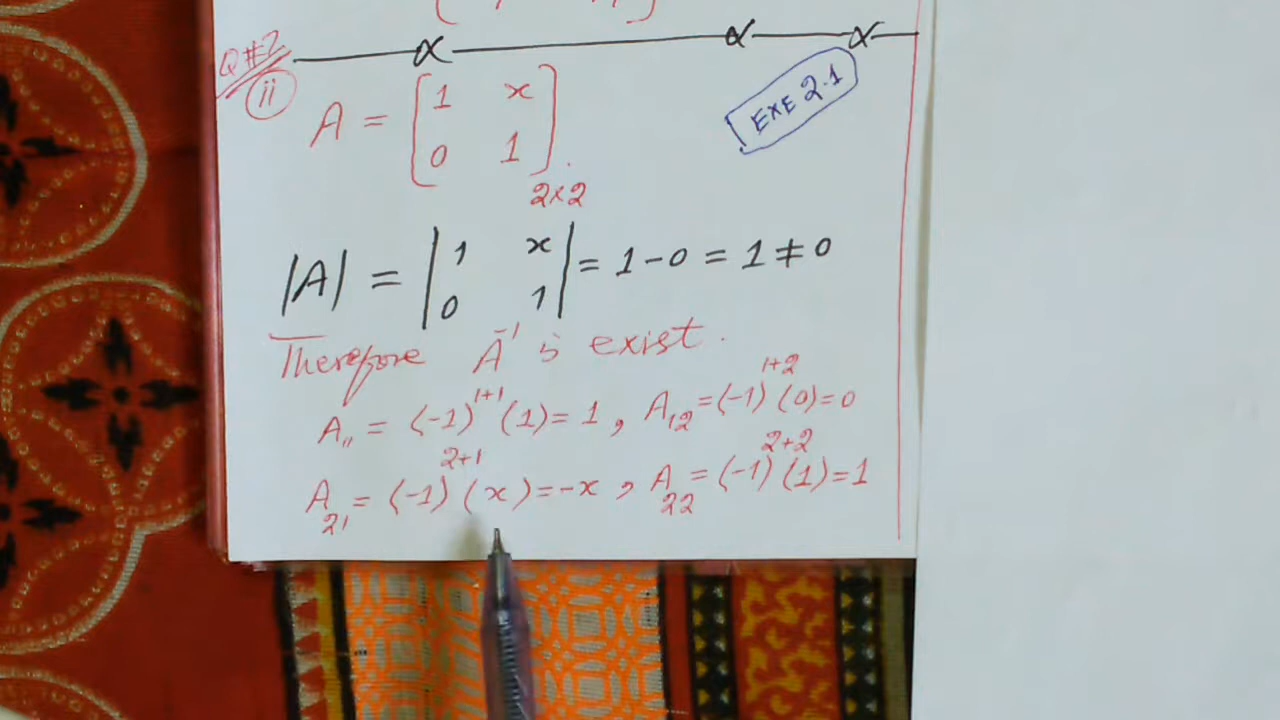 Q#2
ii
EXE 2.1
A = [1 x
0 1]. 2×2
|A| = |1 x
0 1| = 1-0 = 1 ≠ 0
Therefore A⁻¹ is exist.
A₁₁ = (-1)¹⁺¹ (1) = 1 , A₁₂ = (-1)¹⁺² (0) = 0
A₂₁ = (-1)²⁺¹ (x) = -x , A₂₂ = (-1)²⁺² (1) = 1